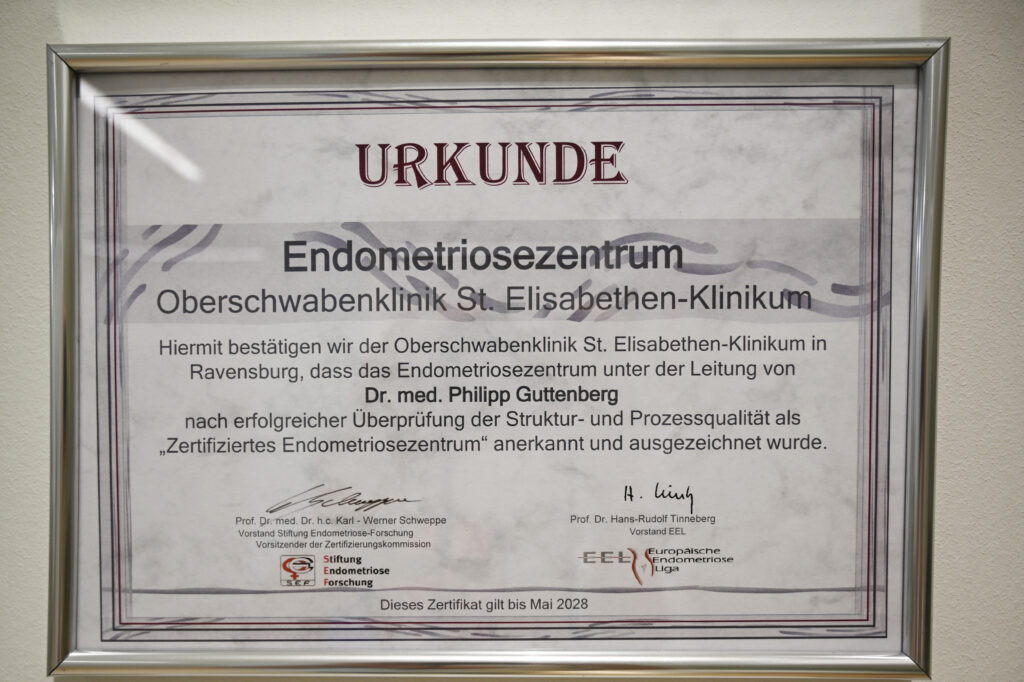 URKUNDE
Endometriosezentrum
Oberschwabenklinik St. Elisabethen-Klinikum
Hiermit bestätigen wir der Oberschwabenklinik St. Elisabethen-Klinikum in
Ravensburg, dass das Endometriosezentrum unter der Leitung von
Dr. med. Philipp Guttenberg
nach erfolgreicher Überprüfung der Struktur- und Prozessqualität als
„Zertifiziertes Endometriosezentrum“ anerkannt und ausgezeichnet wurde.
Prof. Dr. med. Dr. h.c. Karl - Werner Schweppe
Vorstand Stiftung Endometriose-Forschung
Vorsitzender der Zertifizierungskommission
SEF
Stiftung
Endometriose
Forschung
Prof. Dr. Hans-Rudolf Tinneberg
Vorstand EEL
EEL
Europäische
Endometriose
Liga
Dieses Zertifikat gilt bis Mai 2028